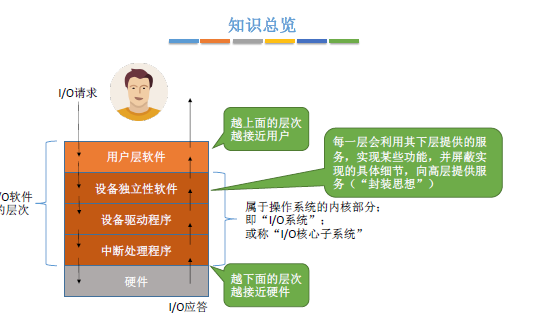 知识总览
I/O请求
越上面的层次
越接近用户
用户层软件
每一层会利用其下层提供的服
务，实现某些功能，并屏蔽实
现的具体细节，向高层提供服
务（“封装思想”）
/O软件
的层次
设备独立性软件
设备驱动程序
中断处理程序
属于操作系统的内核部分；
即“I/O系统”；
或称“I/O核心子系统”
硬件
越下面的层次
越接近硬件
I/O应答